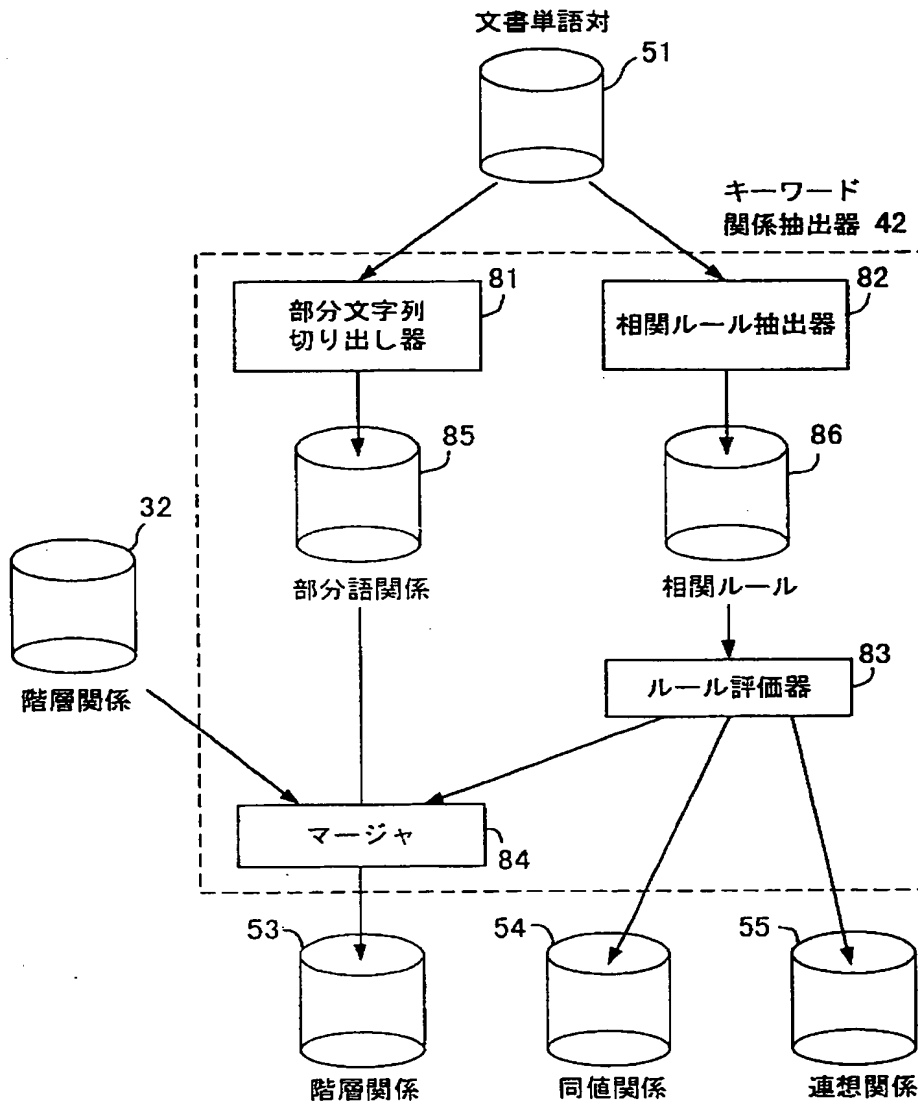 文書単語対
51
キーワード
関係抽出器 42
部分文字列
切り出し器
81
相関ルール抽出器
82
85
86
32
部分語関係
相関ルール
階層関係
ルール評価器
83
マージャ
84
53
54
55
階層関係
同値関係
連想関係